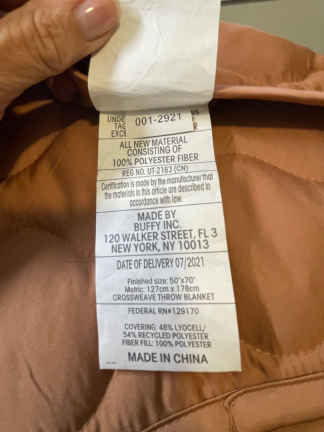 UNDE
TAG 001-2921
EXCE
ALL NEW MATERIAL
CONSISTING OF
100% POLYESTER FIBER
REG NO. UT-2163 (CN)
Certification is made by the manufacturer that
the materials in this article are described in
accordance with law.
MADE BY
BUFFY INC.
120 WALKER STREET, FL 3
NEW YORK, NY 10013
DATE OF DELIVERY 07/2021
Finished size: 50"x70"
Metric: 127cm x 178cm
CROSSWEAVE THROW BLANKET
FEDERAL RN#129170
COVERING: 46% LYOCELL/
54% RECYCLED POLYESTER
FIBER FILL: 100% POLYESTER
MADE IN CHINA